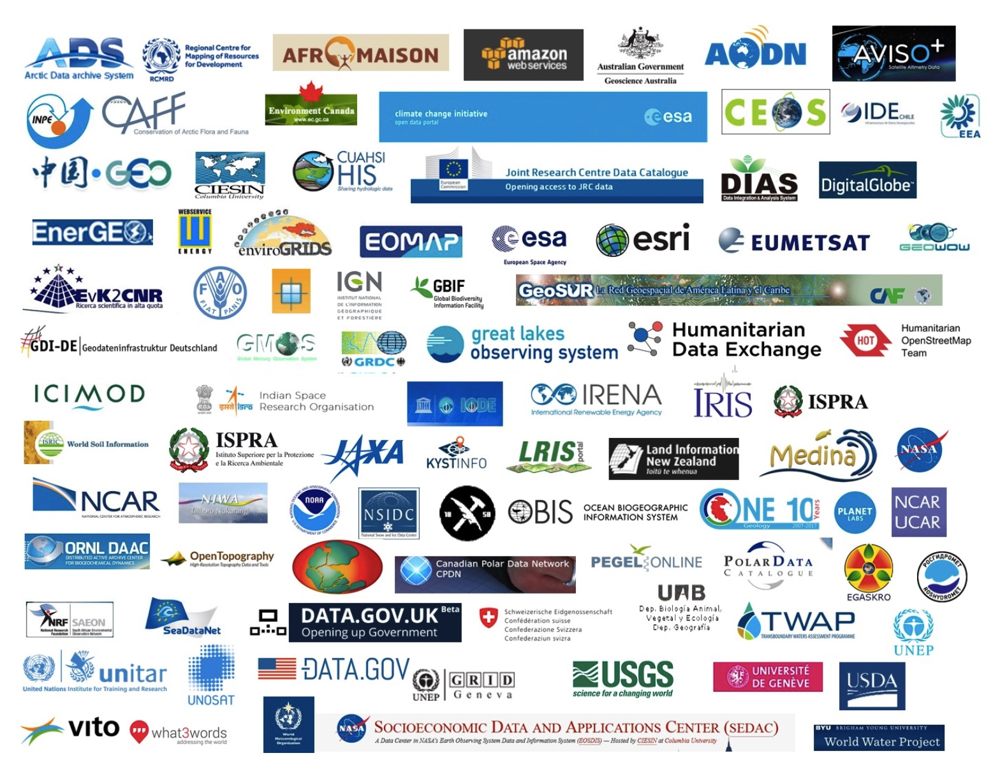 ADS
Arctic Data archive System
Regional Centre for
Mapping of Resources
for Development
RCMRD
AFR MAISON
amazon
web services
Australian Government
Geoscience Australia
AODN
AVISO+
Satellite Altimetry Data
INPE
CAFF
Conservation of Arctic Flora and Fauna
Environment Canada
www.ec.gc.ca
climate change initiative
open data portal
esa
CEOS
IDE CHILE
EEA
中国·GEO
CIESIN
Columbia University
CUAHSI
HIS
Sharing hydrologic data
European
Commission
Joint Research Centre Data Catalogue
Opening access to JRC data
DIAS
Data Integration & Analysis System
DigitalGlobe
EnerGEO
WEBSERVICE
ENERGY
enviroGRIDS
EOMAP
esa
European Space Agency
esri
EUMETSAT
GEOWOW
EvK2CNR
Ricerca scientifica in alta quota
FAO
FIAT PANIS
IGN
INSTITUT NATIONAL
DE L'INFORMATION
GÉOGRAPHIQUE
ET FORESTIÈRE
GBIF
Global Biodiversity
Information Facility
GeoSUR La Red Geoespacial de América Latina y el Caribe
CAF
GDI-DE Geodateninfrastruktur Deutschland
GMOS
Global Mercury Observation System
GRDC
great lakes
observing system
Humanitarian
Data Exchange
HOT
Humanitarian
OpenStreetMap
Team
ICIMOD
इसरो isro
Indian Space
Research Organisation
IODE
IRENA
International Renewable Energy Agency
IRIS
ISPRA
ISRIC
World Soil Information
ISPRA
Istituto Superiore per la Protezione
e la Ricerca Ambientale
JAXA
KYSTINFO
LRIS portal
Land Information
New Zealand
Toitū te whenua
Medina
NASA
NCAR
NATIONAL CENTER FOR ATMOSPHERIC RESEARCH
NIWA
Taihoro Nukurangi
NATIONAL OCEANIC AND ATMOSPHERIC ADMINISTRATION
NOAA
U.S. DEPARTMENT OF COMMERCE
NSIDC
National Snow and Ice Data Center
18 58
OBIS
OCEAN BIOGEOGRAPHIC
INFORMATION SYSTEM
ONE
Geology
10 Years
2007-2017
PLANET
LABS
NCAR
UCAR
ORNL DAAC
DISTRIBUTED ACTIVE ARCHIVE CENTER
FOR BIOGEOCHEMICAL DYNAMICS
OpenTopography
High-Resolution Topography Data and Tools
Canadian Polar Data Network
CPDN
PEGEL ONLINE
POLAR DATA
CATALOGUE
EGASKRO
РОСГИДРОМЕТ
ROSHYDROMET
NRF
National Research
Foundation
SAEON
South African Environmental
Observation Network
SeaDataNet
DATA.GOV.UK Beta
Opening up Government
Schweizerische Eidgenossenschaft
Confédération suisse
Confederazione Svizzera
Confederaziun svizra
UAB
Dep. Biología Animal,
Vegetal y Ecología
Dep. Geografía
TWAP
TRANSBOUNDARY WATERS ASSESSMENT PROGRAMME
UNEP
unitar
United Nations Institute for Training and Research
UNOSAT
DATA.GOV
UNEP
GRID
Geneva
USGS
science for a changing world
UNIVERSITÉ
DE GENÈVE
USDA
vito
what3words
addressing the world
World
Meteorological
Organization
NASA
SOCIOECONOMIC DATA AND APPLICATIONS CENTER (SEDAC)
A Data Center in NASA's Earth Observing System Data and Information System (EOSDIS) — Hosted by CIESIN at Columbia University
BYU BRIGHAM YOUNG UNIVERSITY
World Water Project